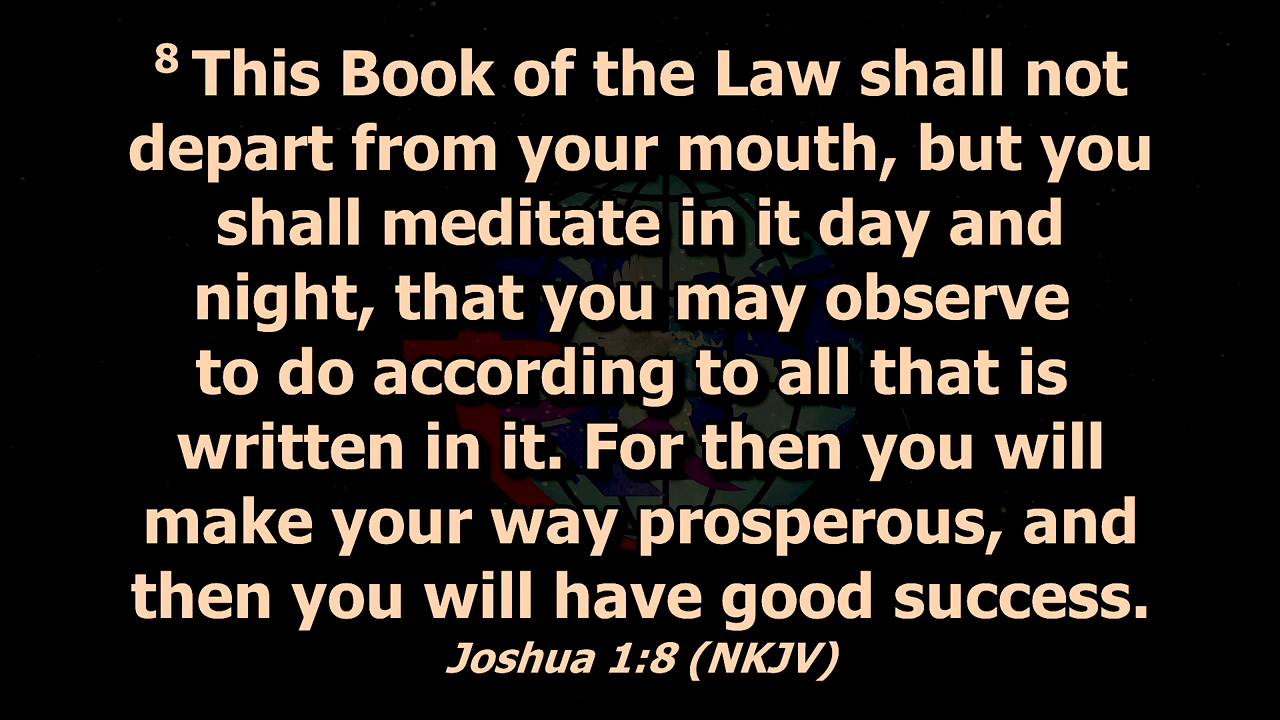 8 This Book of the Law shall not
depart from your mouth, but you
shall meditate in it day and
night, that you may observe
to do according to all that is
written in it. For then you will
make your way prosperous, and
then you will have good success.
Joshua 1:8 (NKJV)